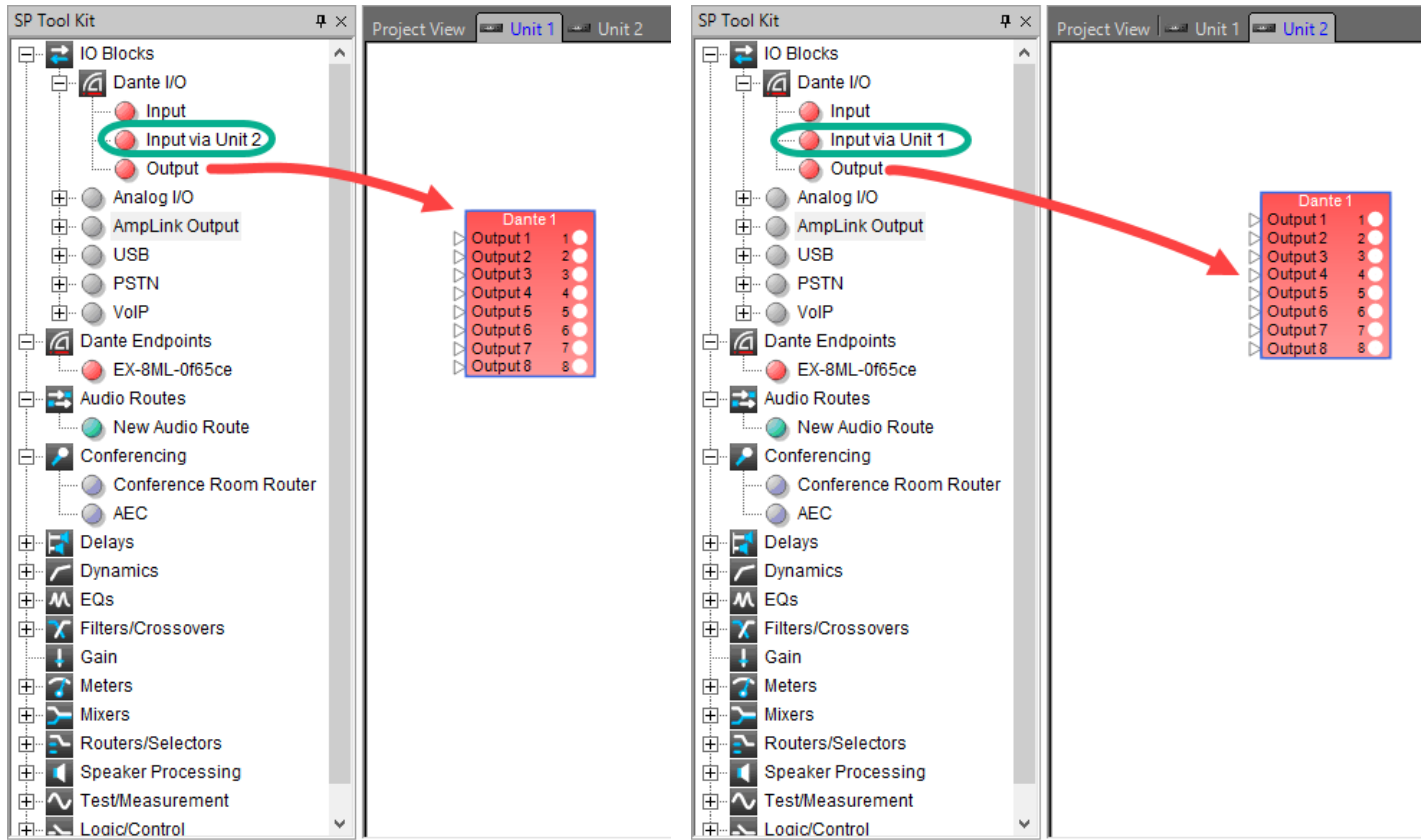 SP Tool Kit
Project View Unit 1 Unit 2
IO Blocks
Dante I/O
Input
Input via Unit 2
Output
Analog I/O
AmpLink Output
USB
PSTN
VoIP
Dante Endpoints
EX-8ML-0f65ce
Audio Routes
New Audio Route
Conferencing
Conference Room Router
AEC
Delays
Dynamics
EQs
Filters/Crossovers
Gain
Meters
Mixers
Routers/Selectors
Speaker Processing
Test/Measurement
Logic/Control
Dante 1
Output 1 1
Output 2 2
Output 3 3
Output 4 4
Output 5 5
Output 6 6
Output 7 7
Output 8 8
SP Tool Kit
Project View Unit 1 Unit 2
IO Blocks
Dante I/O
Input
Input via Unit 1
Output
Analog I/O
AmpLink Output
USB
PSTN
VoIP
Dante Endpoints
EX-8ML-0f65ce
Audio Routes
New Audio Route
Conferencing
Conference Room Router
AEC
Delays
Dynamics
EQs
Filters/Crossovers
Gain
Meters
Mixers
Routers/Selectors
Speaker Processing
Test/Measurement
Logic/Control
Dante 1
Output 1 1
Output 2 2
Output 3 3
Output 4 4
Output 5 5
Output 6 6
Output 7 7
Output 8 8